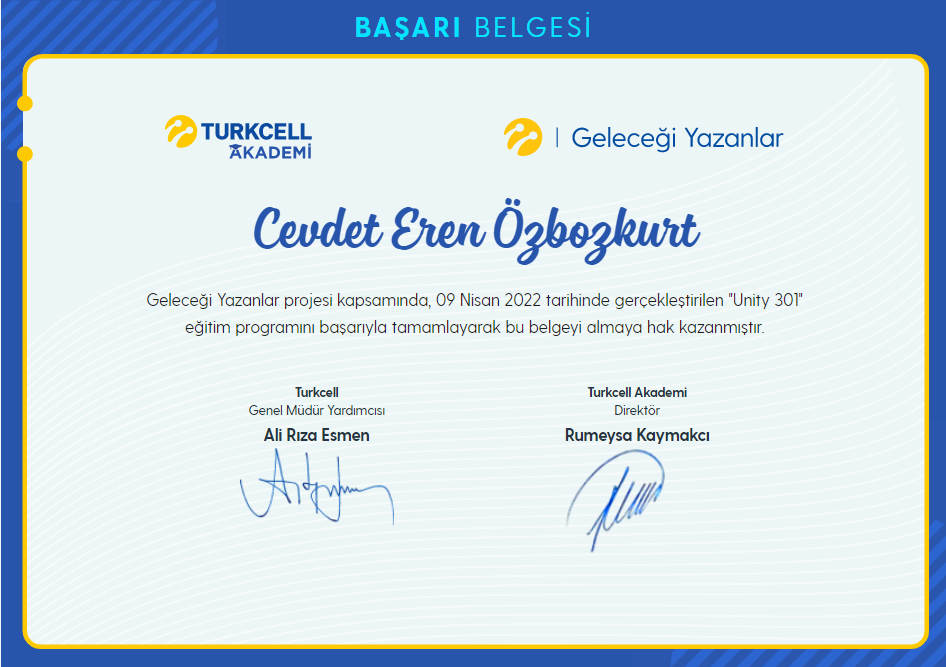 BAŞARI BELGESİ
TURKCELL
AKADEMİ
Geleceği Yazanlar
Cevdet Eren Özbozkurt
Geleceği Yazanlar projesi kapsamında, 09 Nisan 2022 tarihinde gerçekleştirilen "Unity 301"
eğitim programını başarıyla tamamlayarak bu belgeyi almaya hak kazanmıştır.
Turkcell
Genel Müdür Yardımcısı
Ali Rıza Esmen
Turkcell Akademi
Direktör
Rumeysa Kaymakcı